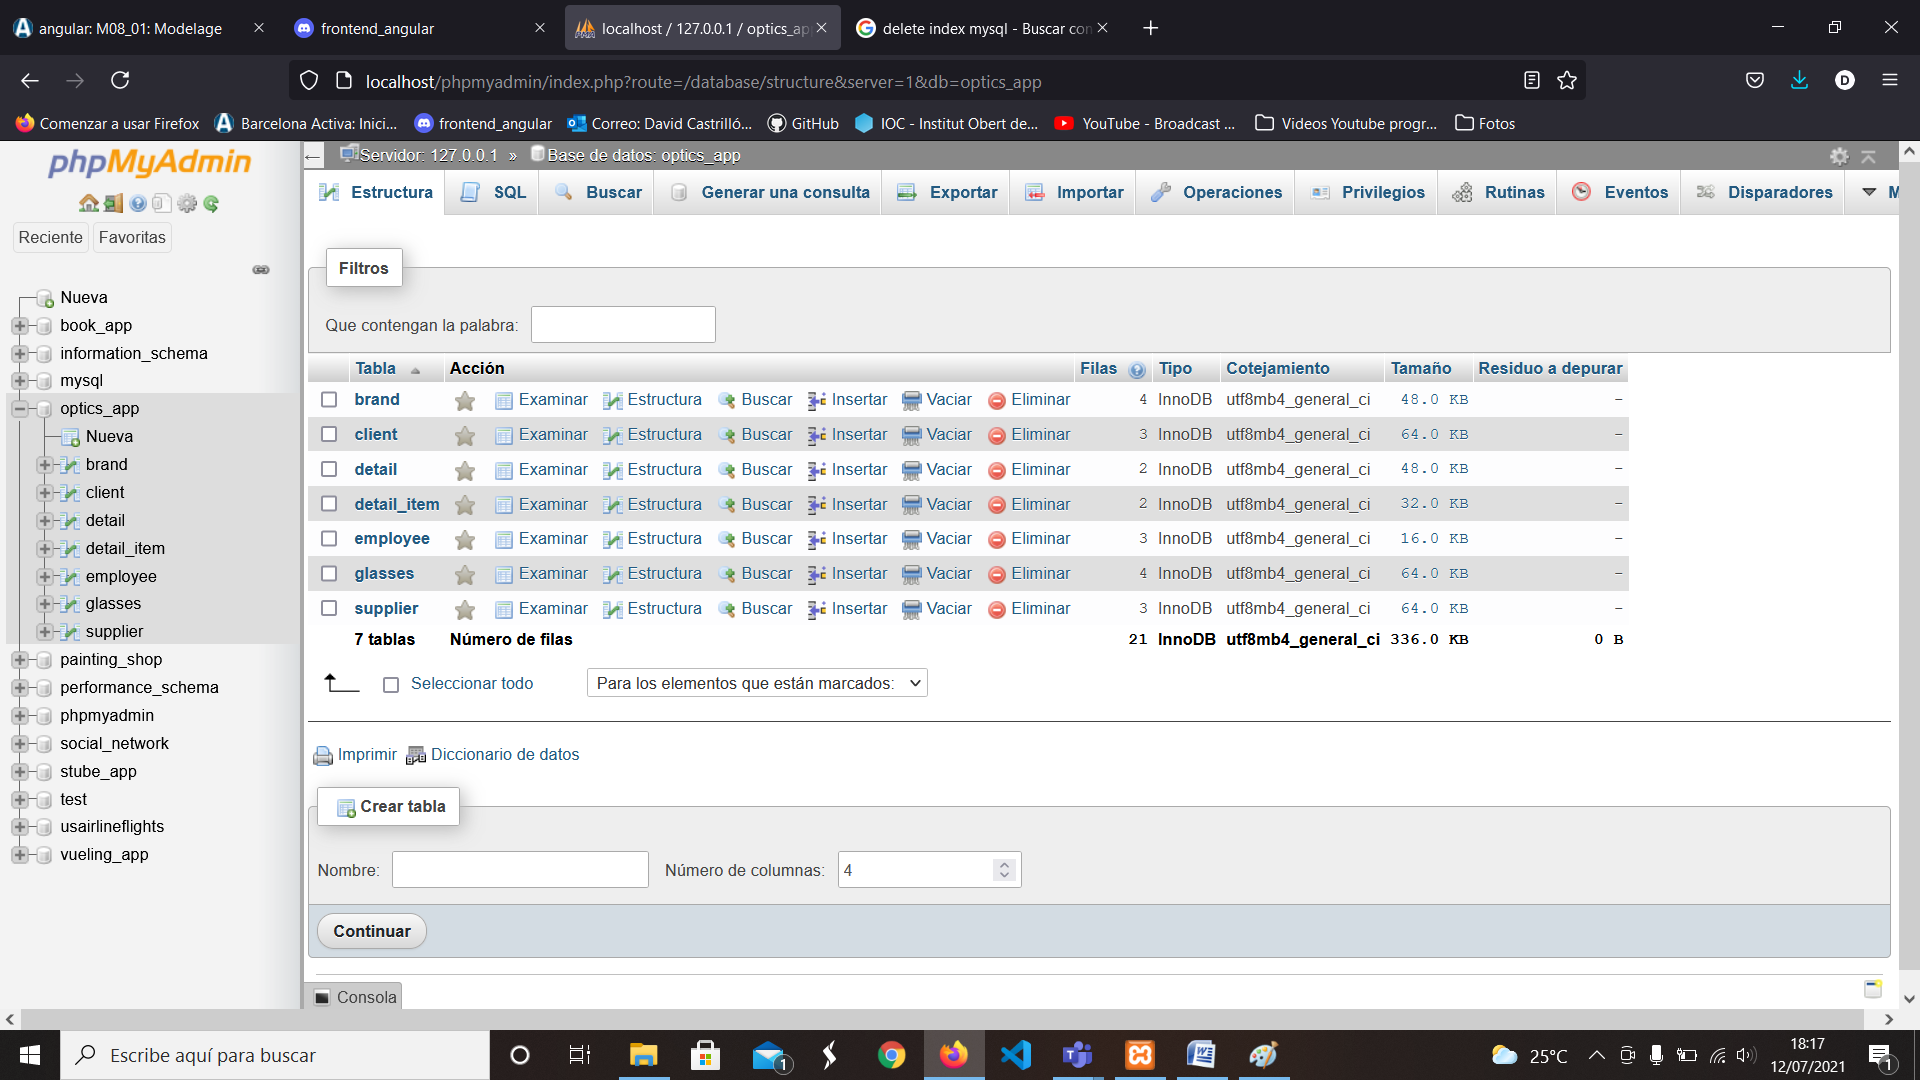 angular: M08_01: Modelage
frontend_angular
localhost / 127.0.0.1 / optics_ap
delete index mysql - Buscar con
localhost/phpmyadmin/index.php?route=/database/structure&server=1&db=optics_app
Comenzar a usar Firefox
Barcelona Activa: Inici...
frontend_angular
Correo: David Castrilló...
GitHub
IOC - Institut Obert de...
YouTube - Broadcast ...
Videos Youtube progr...
Fotos
phpMyAdmin
Reciente
Favoritas
Nueva
book_app
information_schema
mysql
optics_app
Nueva
brand
client
detail
detail_item
employee
glasses
supplier
painting_shop
performance_schema
phpmyadmin
social_network
stube_app
test
usairlineflights
vueling_app
Servidor: 127.0.0.1 » Base de datos: optics_app
Estructura SQL Buscar Generar una consulta Exportar Importar Operaciones Privilegios Rutinas Eventos Disparadores M
Filtros
Que contengan la palabra:
Tabla Acción Filas Tipo Cotejamiento Tamaño Residuo a depurar
brand Examinar Estructura Buscar Insertar Vaciar Eliminar 4 InnoDB utf8mb4_general_ci 48.0 KB -
client Examinar Estructura Buscar Insertar Vaciar Eliminar 3 InnoDB utf8mb4_general_ci 64.0 KB -
detail Examinar Estructura Buscar Insertar Vaciar Eliminar 2 InnoDB utf8mb4_general_ci 48.0 KB -
detail_item Examinar Estructura Buscar Insertar Vaciar Eliminar 2 InnoDB utf8mb4_general_ci 32.0 KB -
employee Examinar Estructura Buscar Insertar Vaciar Eliminar 3 InnoDB utf8mb4_general_ci 16.0 KB -
glasses Examinar Estructura Buscar Insertar Vaciar Eliminar 4 InnoDB utf8mb4_general_ci 64.0 KB -
supplier Examinar Estructura Buscar Insertar Vaciar Eliminar 3 InnoDB utf8mb4_general_ci 64.0 KB -
7 tablas Número de filas 21 InnoDB utf8mb4_general_ci 336.0 KB 0 B
Seleccionar todo
Para los elementos que están marcados:
Imprimir Diccionario de datos
Crear tabla
Nombre:
Número de columnas: 4
Continuar
Consola
Escribe aquí para buscar
1
25°C
18:17
12/07/2021
1